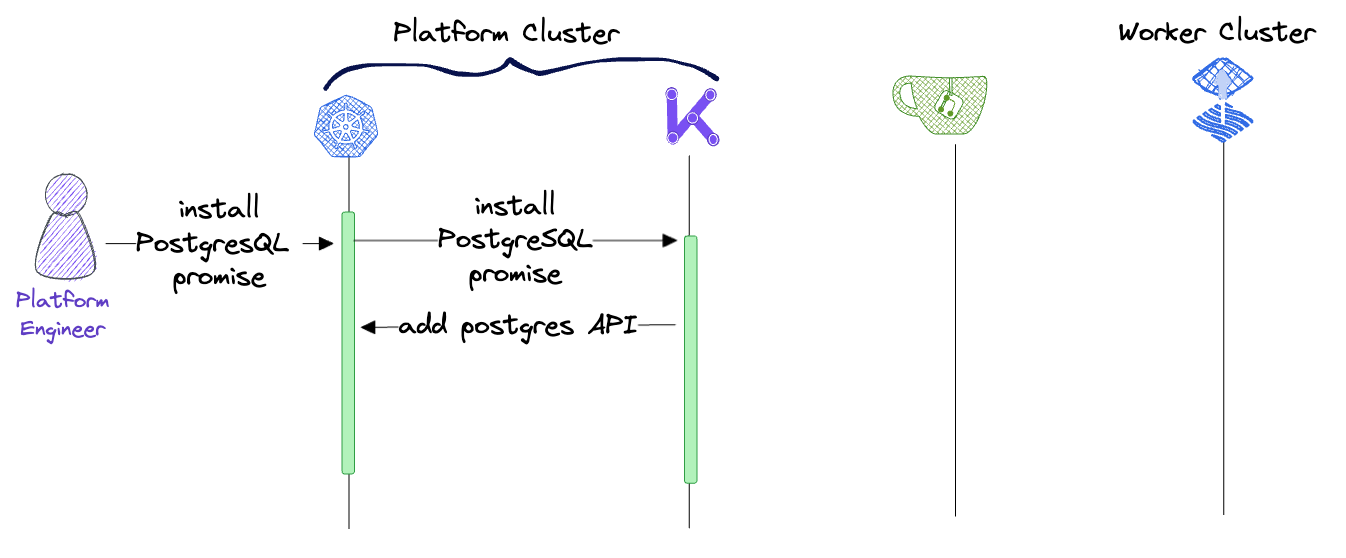 Platform Cluster
Worker Cluster
install
PostgresQL
promise
install
PostgreSQL
promise
Platform
Engineer
add postgres API